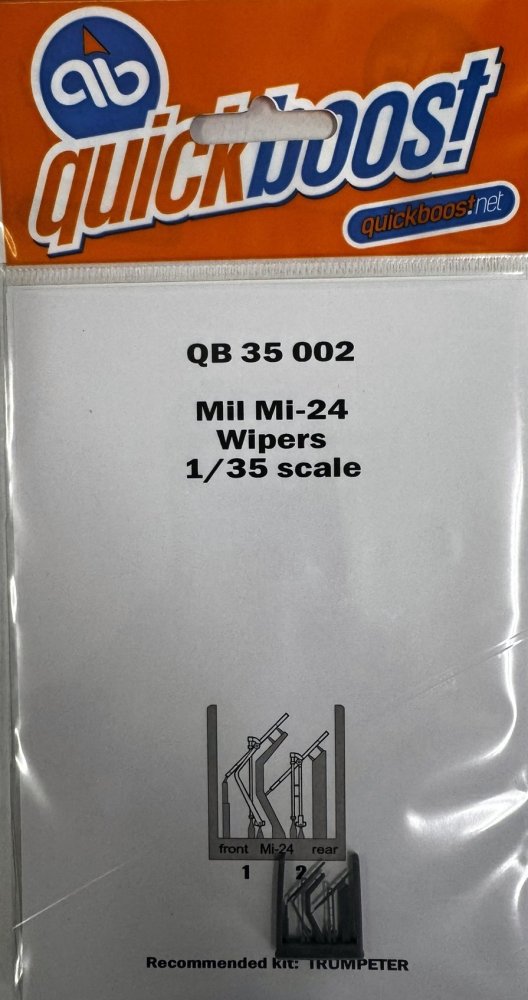 qb
quickboost
quickboost.net
QB 35 002
Mil Mi-24
Wipers
1/35 scale
front Mi-24 rear
1 2
Recommended kit: TRUMPETER